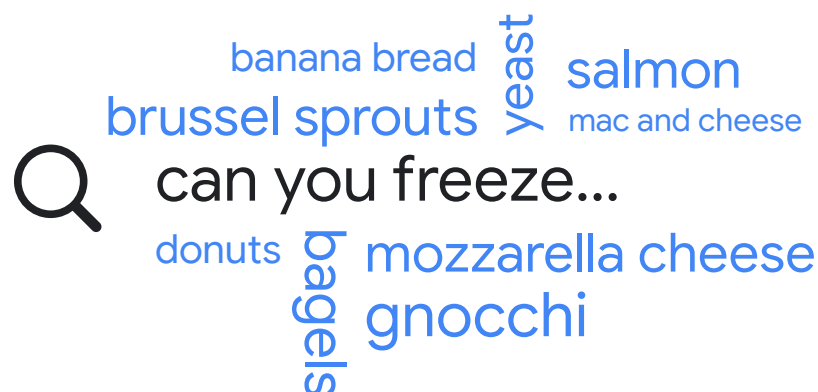 banana bread
yeast
salmon
brussel sprouts
mac and cheese
can you freeze...
donuts
bagels
mozzarella cheese
gnocchi